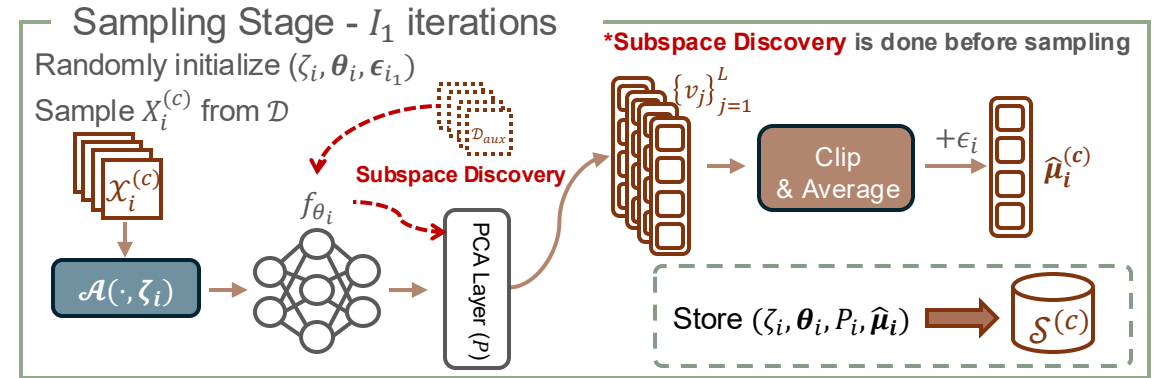 Sampling Stage - I₁ iterations
*Subspace Discovery is done before sampling
Randomly initialize (ζᵢ, θᵢ, ϵᵢ₁)
Sample Xᵢ⁽ᶜ⁾ from 𝒟
𝒳ᵢ⁽ᶜ⁾
𝒜(·, ζᵢ)
f_θᵢ
𝒟ₐᵤₓ
Subspace Discovery
PCA Layer (P)
{vⱼ}ᴸⱼ₌₁
Clip
& Average
+ϵᵢ
μ̂ᵢ⁽ᶜ⁾
Store (ζᵢ, θᵢ, Pᵢ, μ̂ᵢ)
𝒮⁽ᶜ⁾